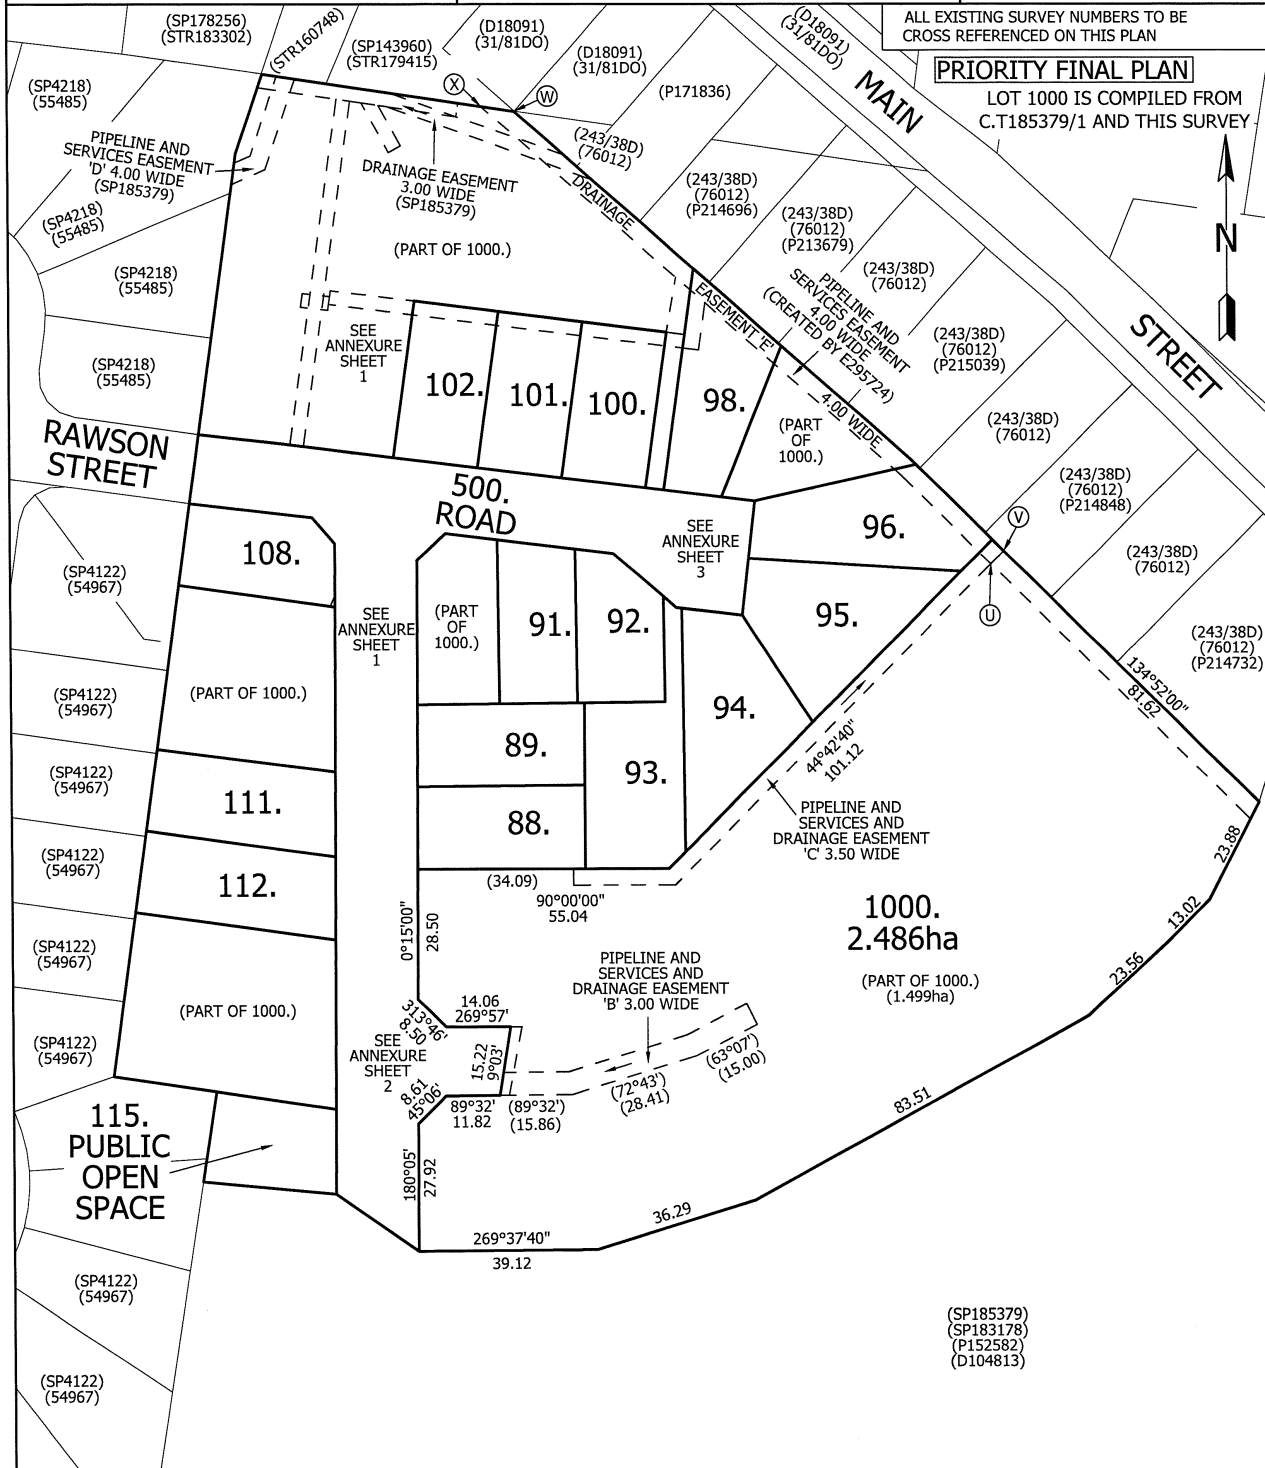 (SP178256)
(STR183302)
(STR160748)
(SP143960)
(STR179415)
(D18091)
(31/81DO)
(D18091)
(31/81DO)
(D18091)
(31/81DO)
ALL EXISTING SURVEY NUMBERS TO BE
CROSS REFERENCED ON THIS PLAN
PRIORITY FINAL PLAN
LOT 1000 IS COMPILED FROM
C.T185379/1 AND THIS SURVEY
N
MAIN
STREET
(SP4218)
(55485)
PIPELINE AND
SERVICES EASEMENT
'D' 4.00 WIDE
(SP185379)
X
W
(P171836)
(243/38D)
(76012)
DRAINAGE EASEMENT
3.00 WIDE
(SP185379)
(PART OF 1000.)
DRAINAGE
EASEMENT 'E'
4.00 WIDE
(243/38D)
(76012)
(P214696)
(243/38D)
(76012)
(P213679)
(243/38D)
(76012)
PIPELINE AND
SERVICES EASEMENT
4.00 WIDE
(CREATED BY E295724)
(243/38D)
(76012)
(P215039)
(243/38D)
(76012)
(243/38D)
(76012)
(P214848)
(243/38D)
(76012)
(243/38D)
(76012)
(P214732)
(SP4218)
(55485)
(SP4218)
(55485)
(SP4218)
(55485)
SEE
ANNEXURE
SHEET
1
102.
101.
100.
98.
(PART
OF
1000.)
RAWSON
STREET
500.
ROAD
SEE
ANNEXURE
SHEET
3
96.
V
U
95.
108.
(SP4122)
(54967)
SEE
ANNEXURE
SHEET
1
(PART
OF
1000.)
91.
92.
94.
(PART OF 1000.)
(SP4122)
(54967)
134°52'00"
81.62
89.
93.
44°42'40"
101.12
(SP4122)
(54967)
111.
88.
PIPELINE AND
SERVICES AND
DRAINAGE EASEMENT
'C' 3.50 WIDE
23.88
(SP4122)
(54967)
112.
(34.09)
90°00'00"
55.04
1000.
2.486ha
13.02
0°15'00"
28.50
(SP4122)
(54967)
PIPELINE AND
SERVICES AND
DRAINAGE EASEMENT
'B' 3.00 WIDE
(PART OF 1000.)
(1.499ha)
23.56
(PART OF 1000.)
313°46'
8.50
14.06
269°57'
(SP4122)
(54967)
SEE
ANNEXURE
SHEET
2
15.22
9°03'
(63°07')
(15.00)
(72°43')
(28.41)
8.61
45°06'
89°32'
11.82
(89°32')
(15.86)
83.51
115.
PUBLIC
OPEN
SPACE
180°05'
27.92
36.29
269°37'40"
39.12
(SP4122)
(54967)
(SP185379)
(SP183178)
(P152582)
(D104813)
(SP4122)
(54967)